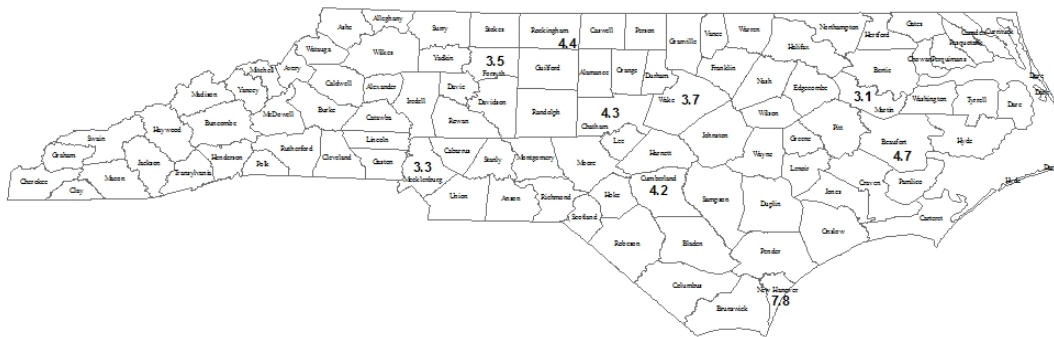 Ashe
Alleghany
Surry
Stokes
Rockingham
4.4
Caswell
Person
Granville
Vance
Warren
Northampton
Halifax
Hertford
Gates
Camden
Currituck
Pasquotank
Perquimans
Chowan
Watauga
Wilkes
Yadkin
3.5
Forsyth
Guilford
Alamance
Orange
Durham
Franklin
Nash
Edgecombe
Bertie
3.1
Martin
Washington
Tyrrell
Dare
Dare
Dare
Mitchell
Avery
Caldwell
Alexander
Iredell
Davie
Davidson
Randolph
4.3
Chatham
Wake
3.7
Wilson
Madison
Yancey
McDowell
Burke
Catawba
Rowan
Lee
Johnston
Greene
Pitt
Beaufort
4.7
Hyde
Haywood
Buncombe
Rutherford
Lincoln
Cleveland
Gaston
3.3
Mecklenburg
Cabarrus
Stanly
Montgomery
Moore
Harnett
Wayne
Lenoir
Craven
Pamlico
Swain
Graham
Jackson
Henderson
Polk
Transylvania
Cherokee
Clay
Macon
Union
Anson
Richmond
Hoke
Cumberland
4.2
Sampson
Duplin
Jones
Carteret
Hyde
Dare
Scotland
Robeson
Bladen
Onslow
Pender
Columbus
New Hanover
7.8
Brunswick